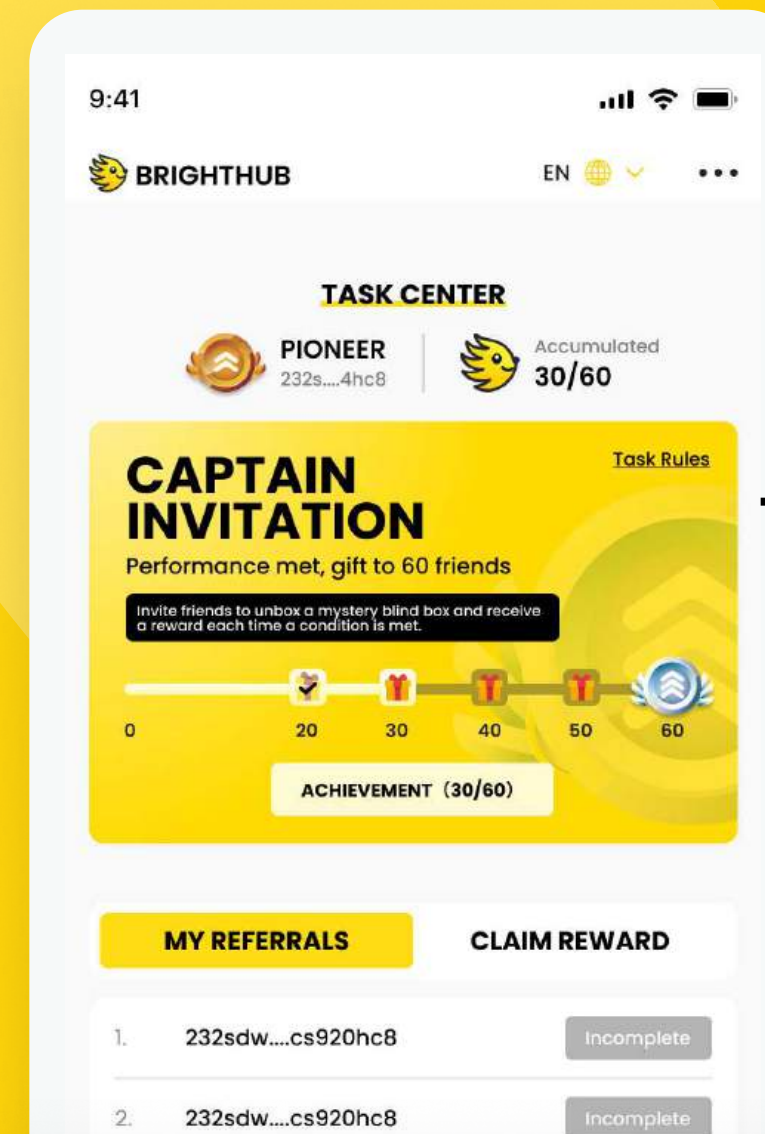 9:41
BRIGHTHUB
EN
TASK CENTER
PIONEER
232s....4hc8
Accumulated
30/60
CAPTAIN
INVITATION
Task Rules
Performance met, gift to 60 friends
Invite friends to unbox a mystery blind box and receive
a reward each time a condition is met.
0 20 30 40 50 60
ACHIEVEMENT（30/60）
MY REFERRALS
CLAIM REWARD
1. 232sdw....cs920hc8 Incomplete
2. 232sdw....cs920hc8 Incomplete